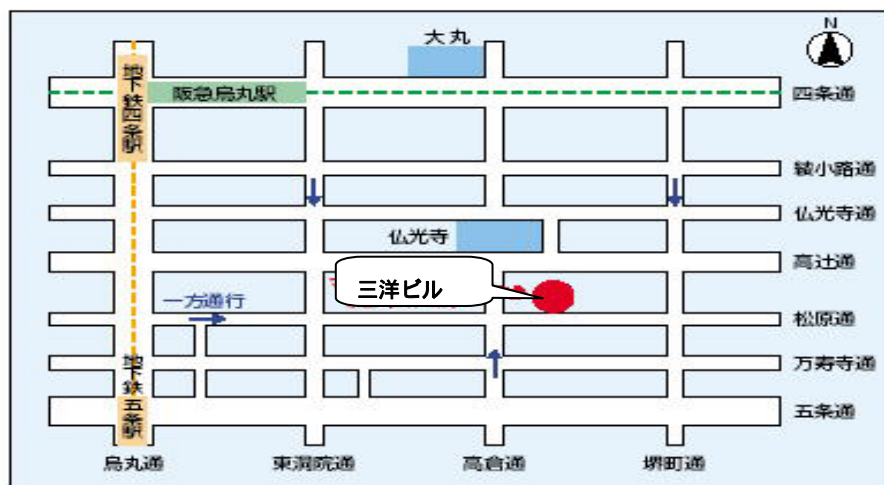 大丸
N
地下鉄四条駅
阪急烏丸駅
四条通
綾小路通
仏光寺通
仏光寺
高辻通
三洋ビル
一方通行
松原通
地下鉄五条駅
万寿寺通
五条通
烏丸通
東洞院通
高倉通
堺町通